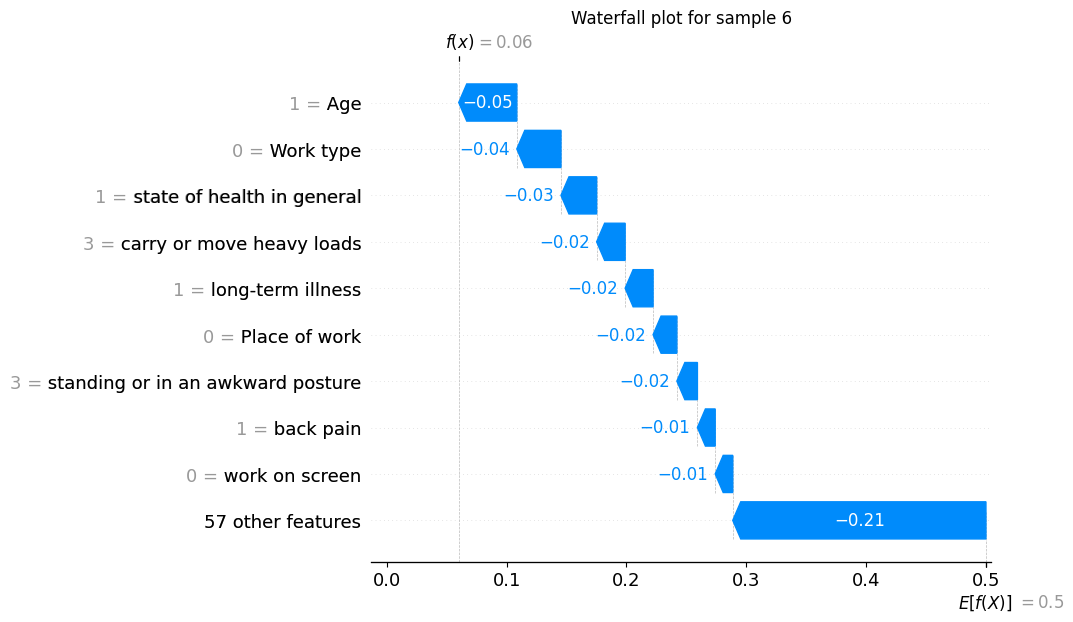 Waterfall plot for sample 6
f(x) = 0.06
1 = Age −0.05
0 = Work type −0.04
1 = state of health in general −0.03
3 = carry or move heavy loads −0.02
1 = long-term illness −0.02
0 = Place of work −0.02
3 = standing or in an awkward posture −0.02
1 = back pain −0.01
0 = work on screen −0.01
57 other features −0.21
0.0 0.1 0.2 0.3 0.4 0.5
E[f(X)] = 0.5